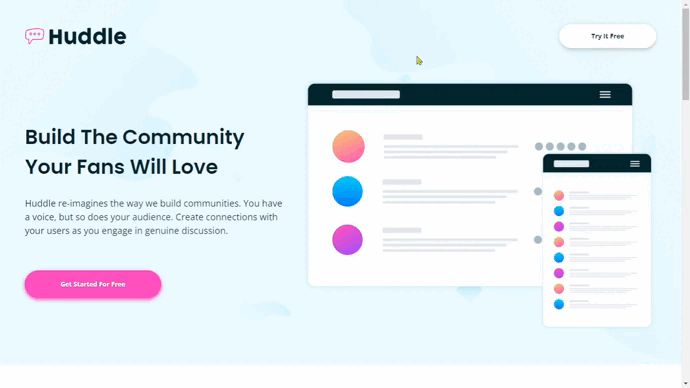 Huddle
Try It Free
Build The Community
Your Fans Will Love
Huddle re-imagines the way we build communities. You have
a voice, but so does your audience. Create connections with
your users as you engage in genuine discussion.
Get Started For Free